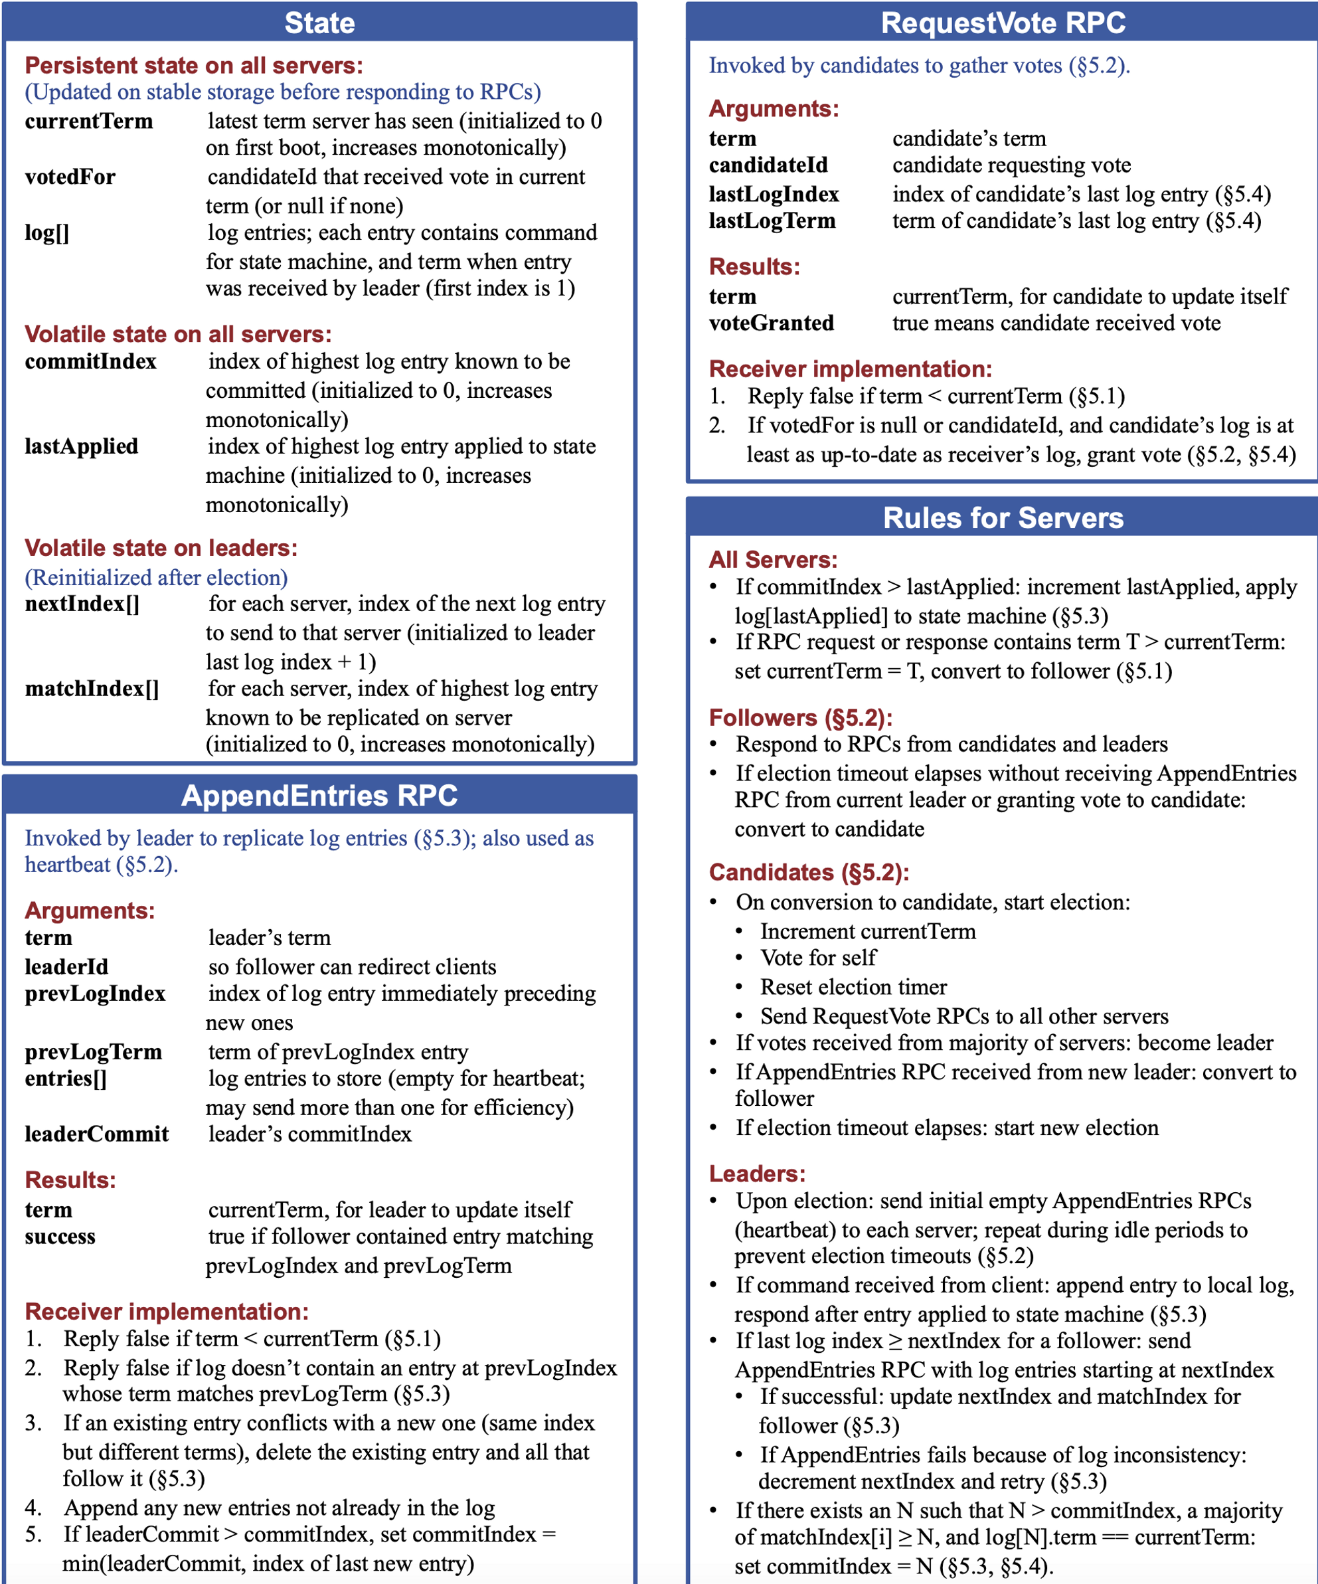 State
Persistent state on all servers:
(Updated on stable storage before responding to RPCs)
currentTerm latest term server has seen (initialized to 0
on first boot, increases monotonically)
votedFor candidateId that received vote in current
term (or null if none)
log[] log entries; each entry contains command
for state machine, and term when entry
was received by leader (first index is 1)
Volatile state on all servers:
commitIndex index of highest log entry known to be
committed (initialized to 0, increases
monotonically)
lastApplied index of highest log entry applied to state
machine (initialized to 0, increases
monotonically)
Volatile state on leaders:
(Reinitialized after election)
nextIndex[] for each server, index of the next log entry
to send to that server (initialized to leader
last log index + 1)
matchIndex[] for each server, index of highest log entry
known to be replicated on server
(initialized to 0, increases monotonically)
AppendEntries RPC
Invoked by leader to replicate log entries (§5.3); also used as
heartbeat (§5.2).
Arguments:
term leader’s term
leaderId so follower can redirect clients
prevLogIndex index of log entry immediately preceding
new ones
prevLogTerm term of prevLogIndex entry
entries[] log entries to store (empty for heartbeat;
may send more than one for efficiency)
leaderCommit leader’s commitIndex
Results:
term currentTerm, for leader to update itself
success true if follower contained entry matching
prevLogIndex and prevLogTerm
Receiver implementation:
1. Reply false if term < currentTerm (§5.1)
2. Reply false if log doesn’t contain an entry at prevLogIndex
whose term matches prevLogTerm (§5.3)
3. If an existing entry conflicts with a new one (same index
but different terms), delete the existing entry and all that
follow it (§5.3)
4. Append any new entries not already in the log
5. If leaderCommit > commitIndex, set commitIndex =
min(leaderCommit, index of last new entry)
RequestVote RPC
Invoked by candidates to gather votes (§5.2).
Arguments:
term candidate’s term
candidateId candidate requesting vote
lastLogIndex index of candidate’s last log entry (§5.4)
lastLogTerm term of candidate’s last log entry (§5.4)
Results:
term currentTerm, for candidate to update itself
voteGranted true means candidate received vote
Receiver implementation:
1. Reply false if term < currentTerm (§5.1)
2. If votedFor is null or candidateId, and candidate’s log is at
least as up-to-date as receiver’s log, grant vote (§5.2, §5.4)
Rules for Servers
All Servers:
• If commitIndex > lastApplied: increment lastApplied, apply
log[lastApplied] to state machine (§5.3)
• If RPC request or response contains term T > currentTerm:
set currentTerm = T, convert to follower (§5.1)
Followers (§5.2):
• Respond to RPCs from candidates and leaders
• If election timeout elapses without receiving AppendEntries
RPC from current leader or granting vote to candidate:
convert to candidate
Candidates (§5.2):
• On conversion to candidate, start election:
• Increment currentTerm
• Vote for self
• Reset election timer
• Send RequestVote RPCs to all other servers
• If votes received from majority of servers: become leader
• If AppendEntries RPC received from new leader: convert to
follower
• If election timeout elapses: start new election
Leaders:
• Upon election: send initial empty AppendEntries RPCs
(heartbeat) to each server; repeat during idle periods to
prevent election timeouts (§5.2)
• If command received from client: append entry to local log,
respond after entry applied to state machine (§5.3)
• If last log index ≥ nextIndex for a follower: send
AppendEntries RPC with log entries starting at nextIndex
• If successful: update nextIndex and matchIndex for
follower (§5.3)
• If AppendEntries fails because of log inconsistency:
decrement nextIndex and retry (§5.3)
• If there exists an N such that N > commitIndex, a majority
of matchIndex[i] ≥ N, and log[N].term == currentTerm:
set commitIndex = N (§5.3, §5.4).